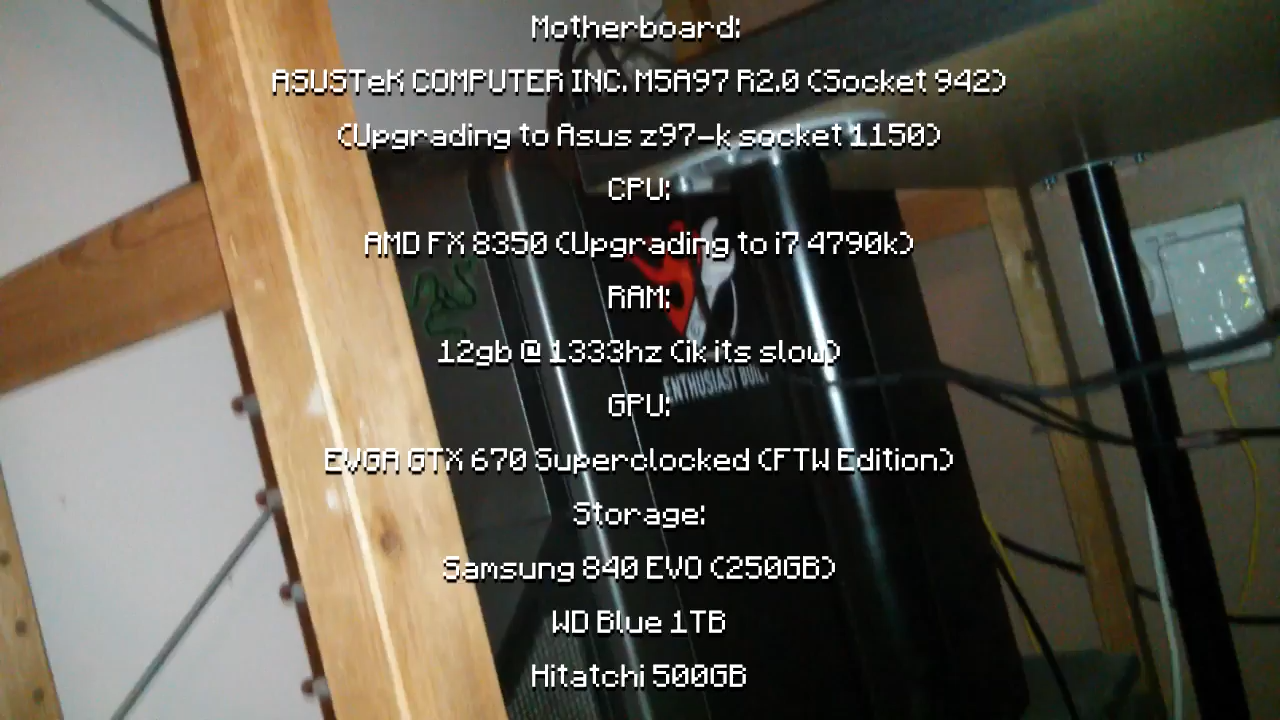 Motherboard:
ASUSTeK COMPUTER INC. M5A97 R2.0 (Socket 942)
(Upgrading to Asus z97-k socket 1150)
CPU:
AMD FX 8350 (Upgrading to i7 4790k)
RAM:
12gb @ 1333hz (ik its slow)
ENTHUSIAST BUILT
GPU:
EVGA GTX 670 Superclocked (FTW Edition)
Storage:
Samsung 840 EVO (250GB)
WD Blue 1TB
Hitatchi 500GB